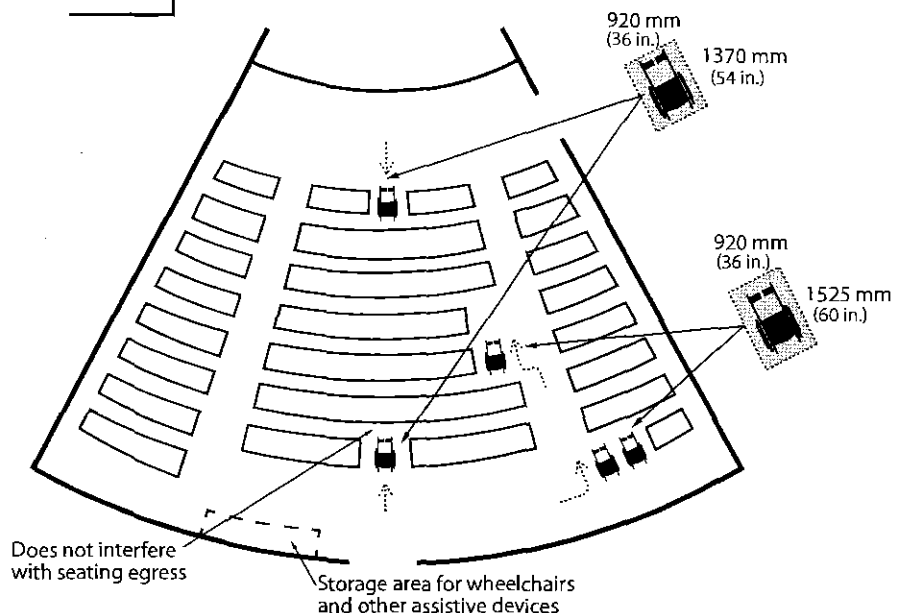 920 mm
(36 in.)
1370 mm
(54 in.)
920 mm
(36 in.)
1525 mm
(60 in.)
Does not interfere
with seating egress
Storage area for wheelchairs
and other assistive devices